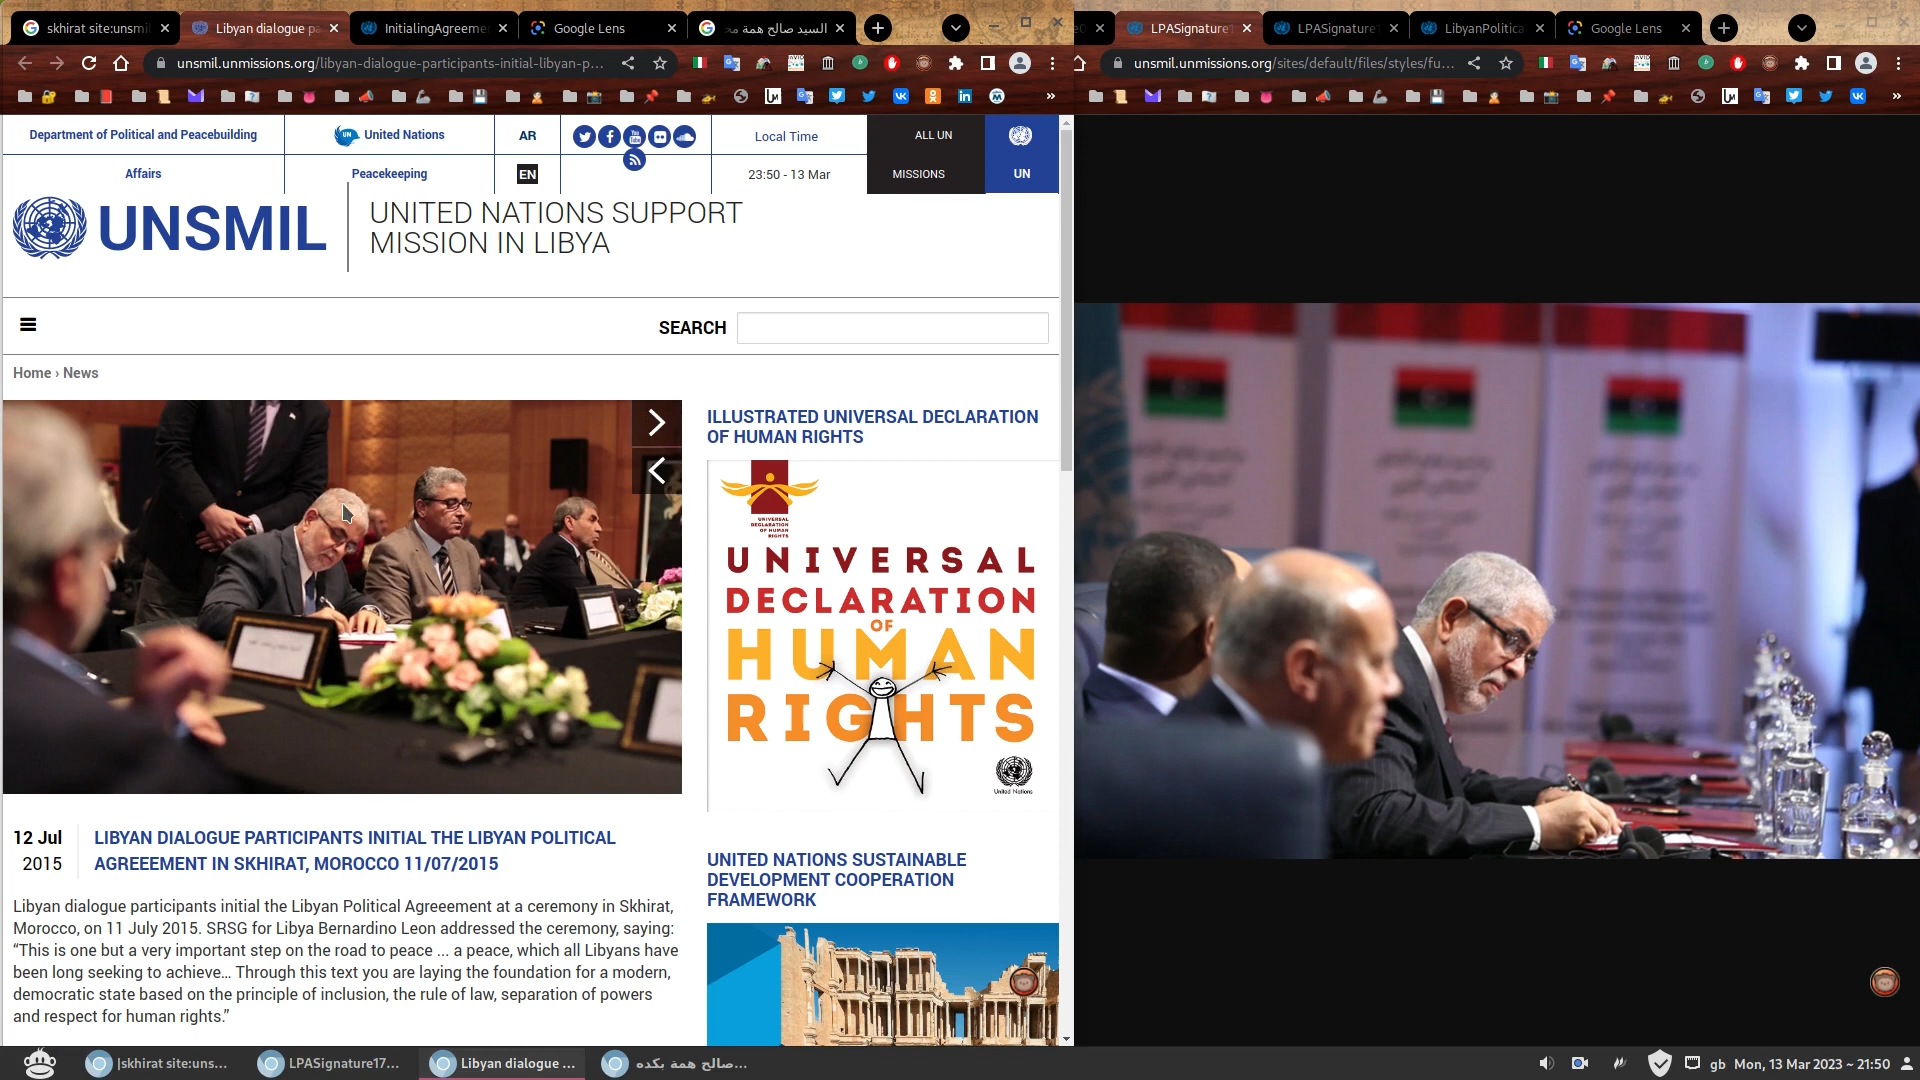 skhirat site:unsmi
Libyan dialogue pa
InitialingAgreeme
Google Lens
السيد صالح همة مح
LPASignature1
LPASignature
LibyanPolitica
Google Lens
unsmil.unmissions.org/libyan-dialogue-participants-initial-libyan-p...
unsmil.unmissions.org/sites/default/files/styles/fu...
Department of Political and Peacebuilding
Affairs
United Nations
Peacekeeping
AR
EN
Local Time
23:50 - 13 Mar
ALL UN
MISSIONS
UN
UNSMIL
UNITED NATIONS SUPPORT
MISSION IN LIBYA
SEARCH
Home › News
ILLUSTRATED UNIVERSAL DECLARATION
OF HUMAN RIGHTS
UNIVERSAL
DECLARATION
OF HUMAN
RIGHTS
UNIVERSAL
DECLARATION
OF
HUMAN
RIGHTS
United Nations
12 Jul
2015
LIBYAN DIALOGUE PARTICIPANTS INITIAL THE LIBYAN POLITICAL
AGREEEMENT IN SKHIRAT, MOROCCO 11/07/2015
Libyan dialogue participants initial the Libyan Political Agreeement at a ceremony in Skhirat,
Morocco, on 11 July 2015. SRSG for Libya Bernardino Leon addressed the ceremony, saying:
“This is one but a very important step on the road to peace ... a peace, which all Libyans have
been long seeking to achieve… Through this text you are laying the foundation for a modern,
democratic state based on the principle of inclusion, the rule of law, separation of powers
and respect for human rights.”
UNITED NATIONS SUSTAINABLE
DEVELOPMENT COOPERATION
FRAMEWORK
|skhirat site:uns...
LPASignature17...
Libyan dialogue ...
صالح همة بكده...
gb
Mon, 13 Mar 2023 ~ 21:50